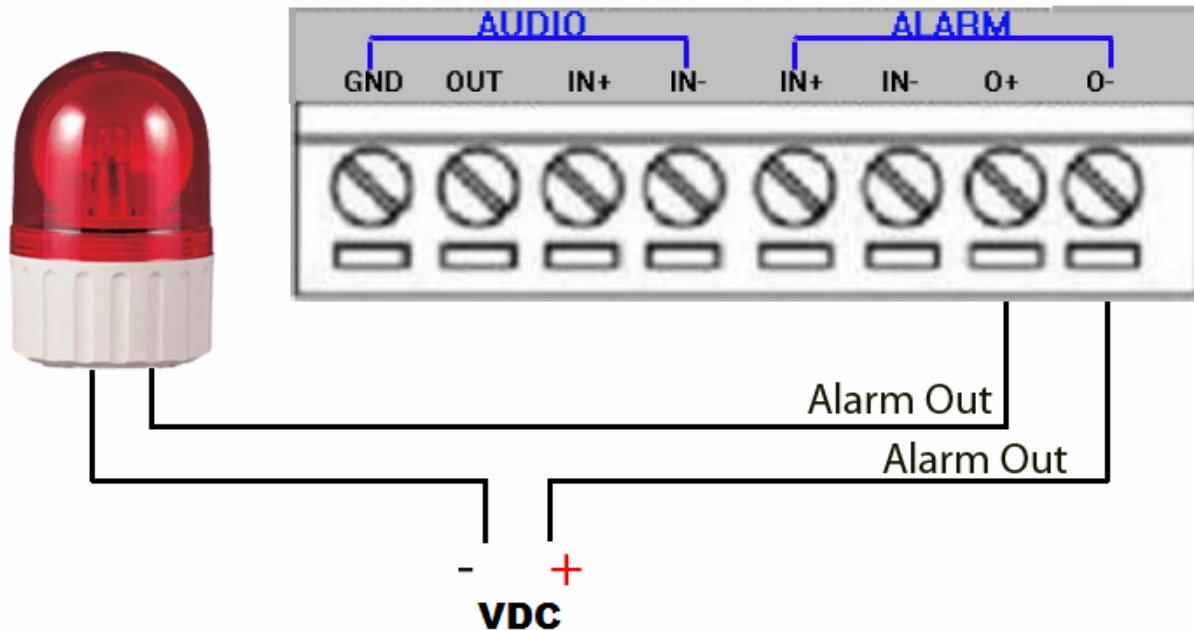 AUDIO ALARM
GND OUT IN+ IN- IN+ IN- O+ O-
Alarm Out
Alarm Out
- +
VDC